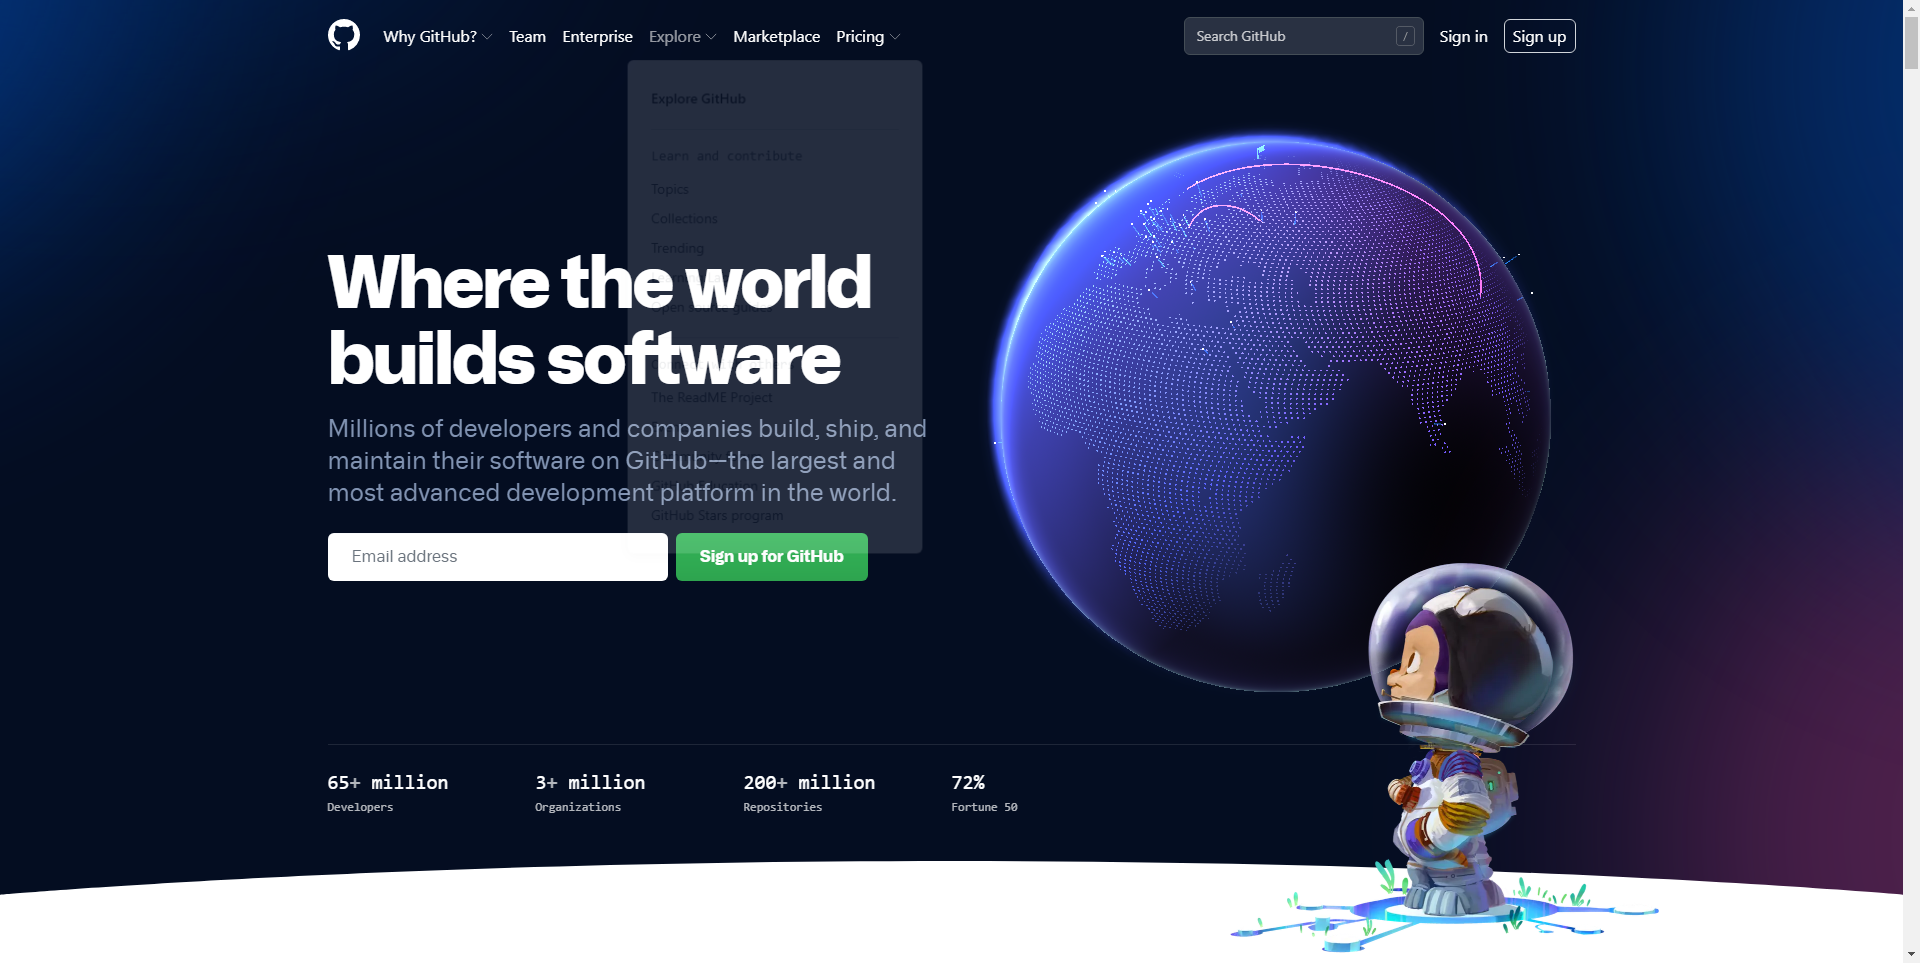 Why GitHub?
Team
Enterprise
Explore
Marketplace
Pricing
Search GitHub
/
Sign in
Sign up
Explore GitHub
Learn and contribute
Topics
Collections
Trending
Open source guides
The ReadME Project
GitHub Stars program
Where the world
builds software
Millions of developers and companies build, ship, and
maintain their software on GitHub—the largest and
most advanced development platform in the world.
Email address
Sign up for GitHub
65+ million
Developers
3+ million
Organizations
200+ million
Repositories
72%
Fortune 50